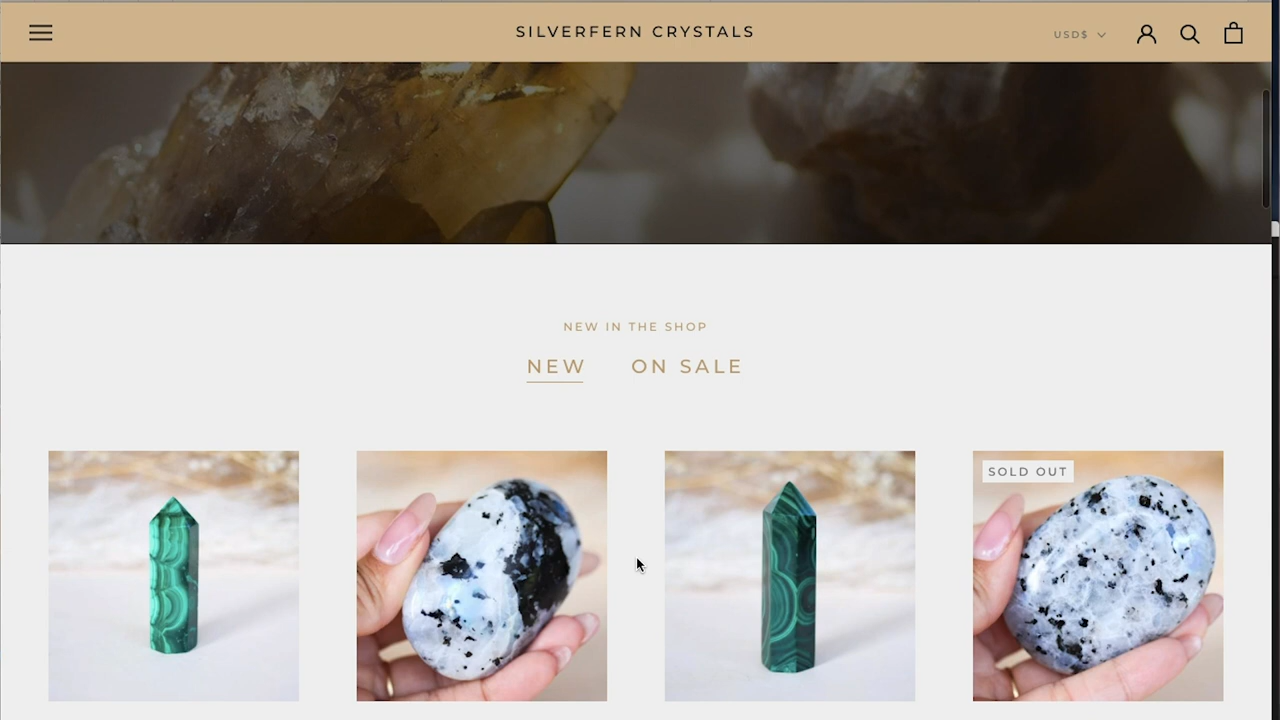 SILVERFERN CRYSTALS
USD$
NEW IN THE SHOP
NEW
ON SALE
SOLD OUT